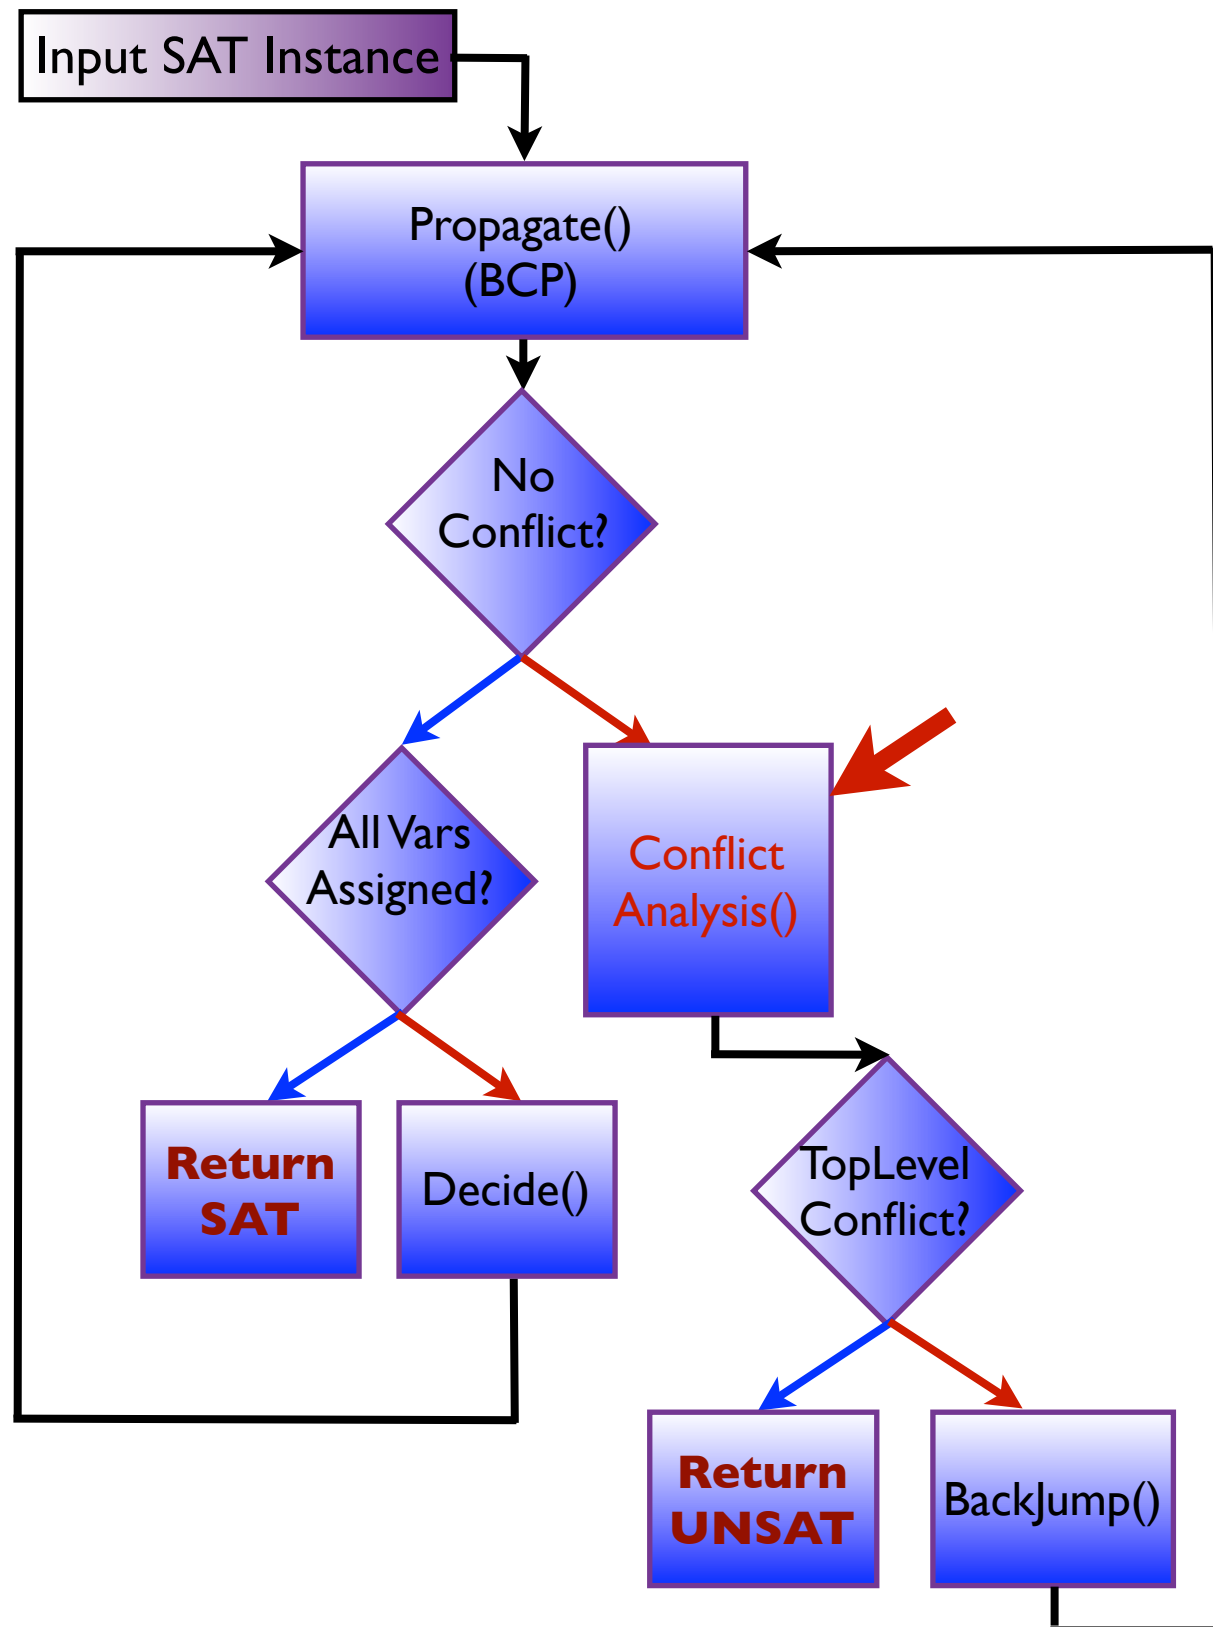 Input SAT Instance
Propagate()
(BCP)
No
Conflict?
All Vars
Assigned?
Conflict
Analysis()
Return
SAT
Decide()
TopLevel
Conflict?
Return
UNSAT
BackJump()